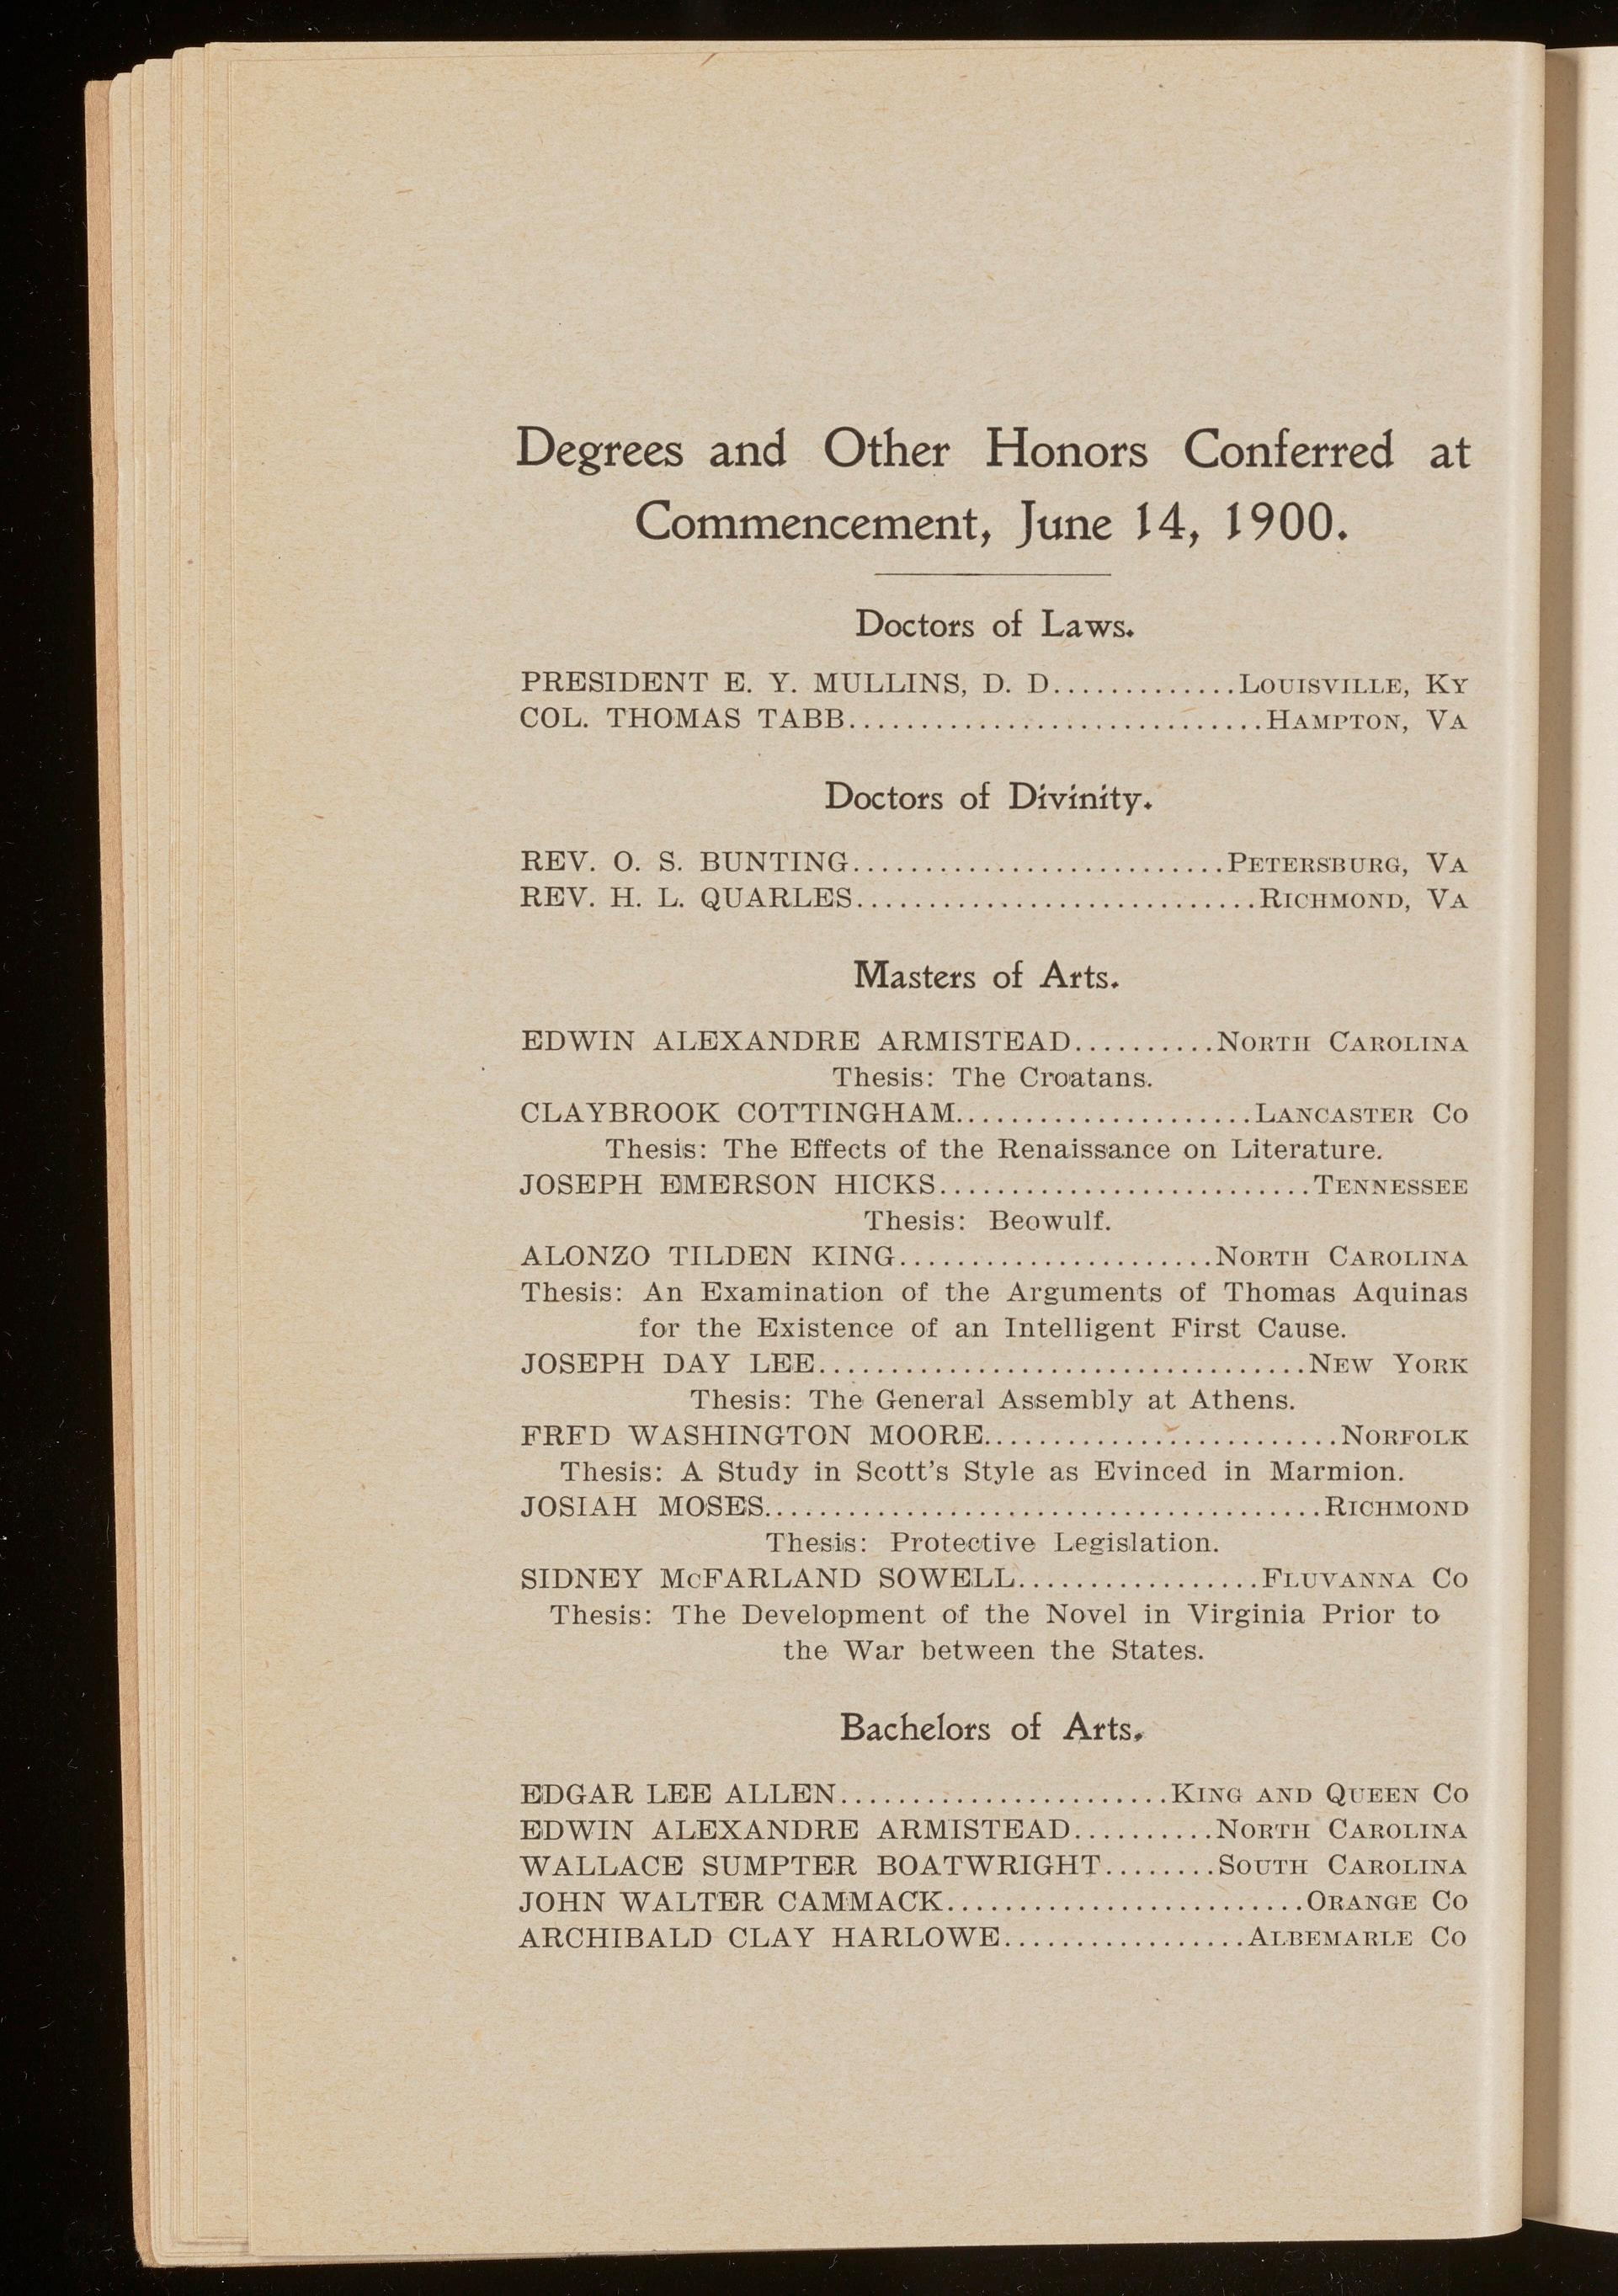 Degrees and Other Honors Conferred at
Commencement, June 14, 1900.
Doctors of Laws.
PRESIDENT E. Y. MULLINS, D. D.............LOUISVILLE, KY
COL. THOMAS TABB.............................HAMPTON, VA
Doctors of Divinity.
REV. O. S. BUNTING..........................PETERSBURG, VA
REV. H. L. QUARLES............................RICHMOND, VA
Masters of Arts.
EDWIN ALEXANDRE ARMISTEAD..........NORTH CAROLINA
Thesis: The Croatans.
CLAYBROOK COTTINGHAM.....................LANCASTER CO
Thesis: The Effects of the Renaissance on Literature.
JOSEPH EMERSON HICKS..........................TENNESSEE
Thesis: Beowulf.
ALONZO TILDEN KING......................NORTH CAROLINA
Thesis: An Examination of the Arguments of Thomas Aquinas
for the Existence of an Intelligent First Cause.
JOSEPH DAY LEE..................................NEW YORK
Thesis: The General Assembly at Athens.
FRFD WASHINGTON MOORE.........................NORFOLK
Thesis: A Study in Scott's Style as Evinced in Marmion.
JOSIAH MOSES.......................................RICHMOND
Thesis: Protective Legislation.
SIDNEY McFARLAND SOWELL.................FLUVANNA CO
Thesis: The Development of the Novel in Virginia Prior to
the War between the States.
Bachelors of Arts.
EDGAR LEE ALLEN.......................KING AND QUEEN CO
EDWIN ALEXANDRE ARMISTEAD..........NORTH CAROLINA
WALLACE SUMPTER BOATWRIGHT........SOUTH CAROLINA
JOHN WALTER CAMMACK.........................ORANGE CO
ARCHIBALD CLAY HARLOWE.................ALBEMARLE CO